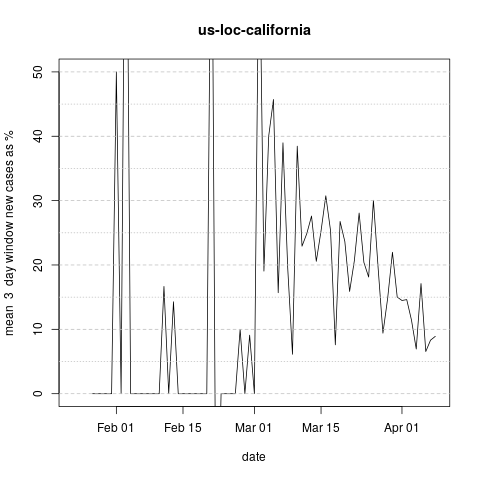 us-loc-california
mean 3 day window new cases as %
50
40
30
20
10
0
Feb 01 Feb 15 Mar 01 Mar 15 Apr 01
date